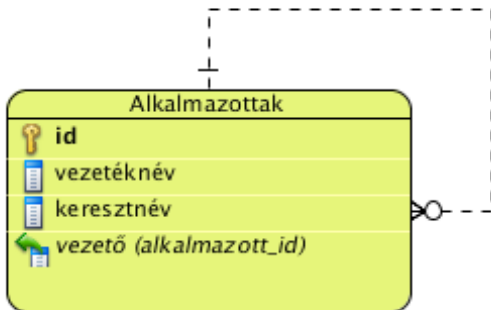 Alkalmazottak
id
vezetéknév
keresztnév
vezető (alkalmazott_id)